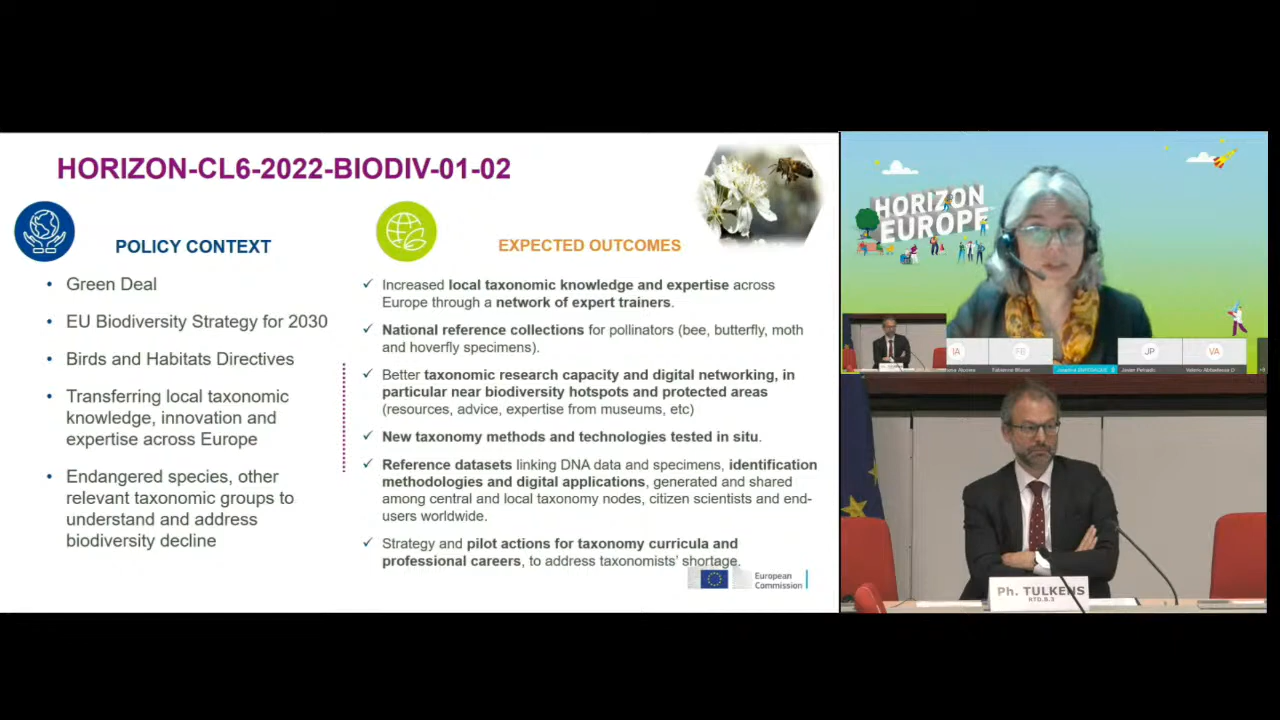 HORIZON-CL6-2022-BIODIV-01-02
POLICY CONTEXT
• Green Deal
• EU Biodiversity Strategy for 2030
• Birds and Habitats Directives
• Transferring local taxonomic
knowledge, innovation and
expertise across Europe
• Endangered species, other
relevant taxonomic groups to
understand and address
biodiversity decline
EXPECTED OUTCOMES
✓ Increased local taxonomic knowledge and expertise across
Europe through a network of expert trainers.
✓ National reference collections for pollinators (bee, butterfly, moth
and hoverfly specimens).
✓ Better taxonomic research capacity and digital networking, in
particular near biodiversity hotspots and protected areas
(resources, advice, expertise from museums, etc)
✓ New taxonomy methods and technologies tested in situ.
✓ Reference datasets linking DNA data and specimens, identification
methodologies and digital applications, generated and shared
among central and local taxonomy nodes, citizen scientists and end-
users worldwide.
✓ Strategy and pilot actions for taxonomy curricula and
professional careers, to address taxonomists' shortage.
European
Commission
HORIZON
EUROPE
IA
FB
JP
VA
Ph. TULKENS
RTD.B.3